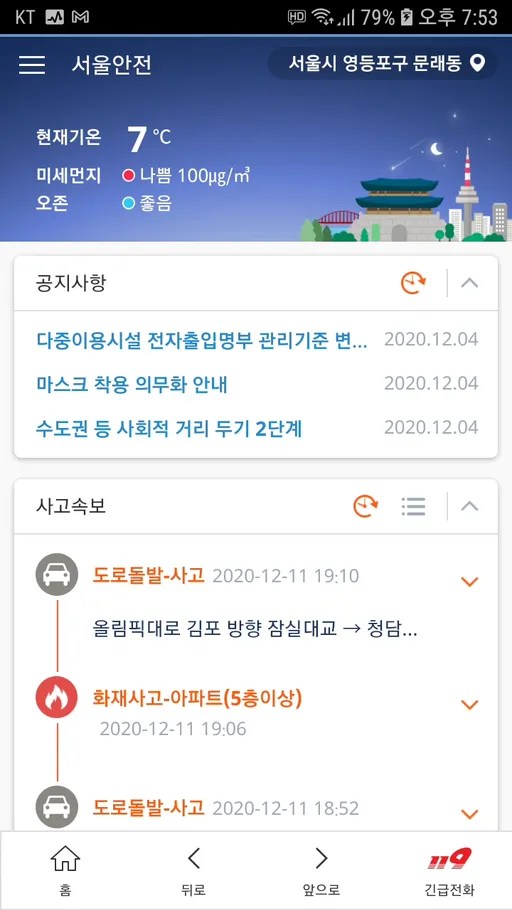 KT HD 79% 오후 7:53
서울안전 서울시 영등포구 문래동
현재기온 7 ℃
미세먼지 나쁨 100㎍/㎥
오존 좋음
공지사항
다중이용시설 전자출입명부 관리기준 변... 2020.12.04
마스크 착용 의무화 안내 2020.12.04
수도권 등 사회적 거리 두기 2단계 2020.12.04
사고속보
도로돌발-사고 2020-12-11 19:10
올림픽대로 김포 방향 잠실대교 → 청담...
화재사고-아파트(5층이상)
2020-12-11 19:06
도로돌발-사고 2020-12-11 18:52
119
홈 뒤로 앞으로 긴급전화